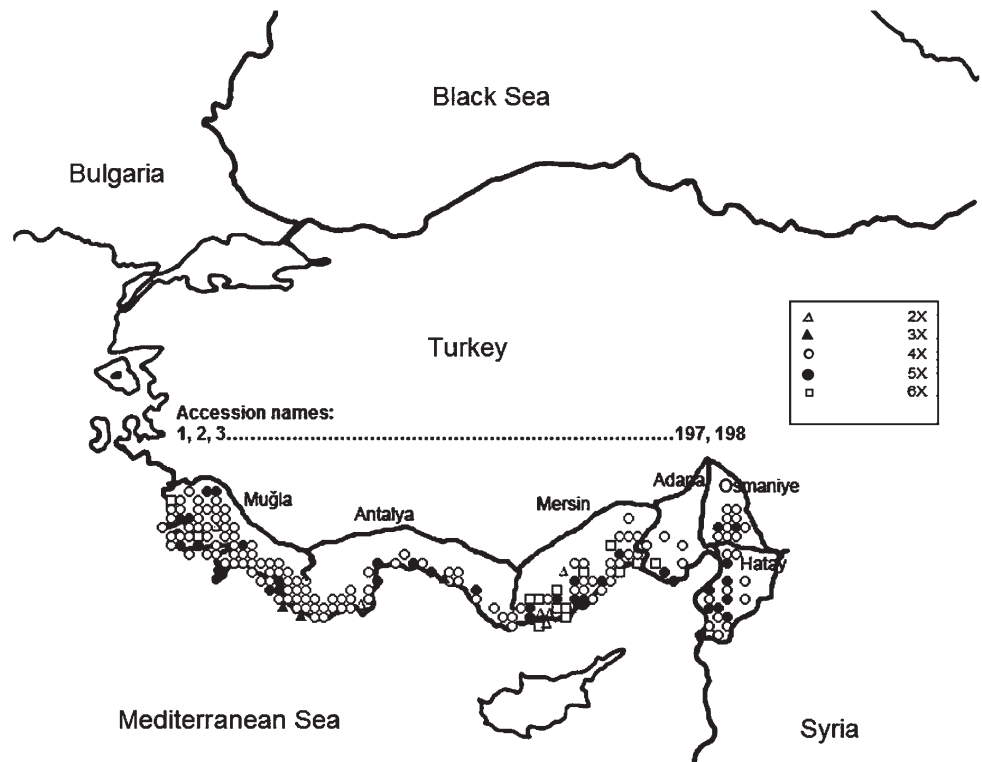 Black Sea
Bulgaria
Turkey
2X
3X
4X
5X
6X
Accession names:
1, 2, 3..........................................................................197, 198
Muğla
Antalya
Mersin
Adana
Osmaniye
Hatay
Mediterranean Sea
Syria